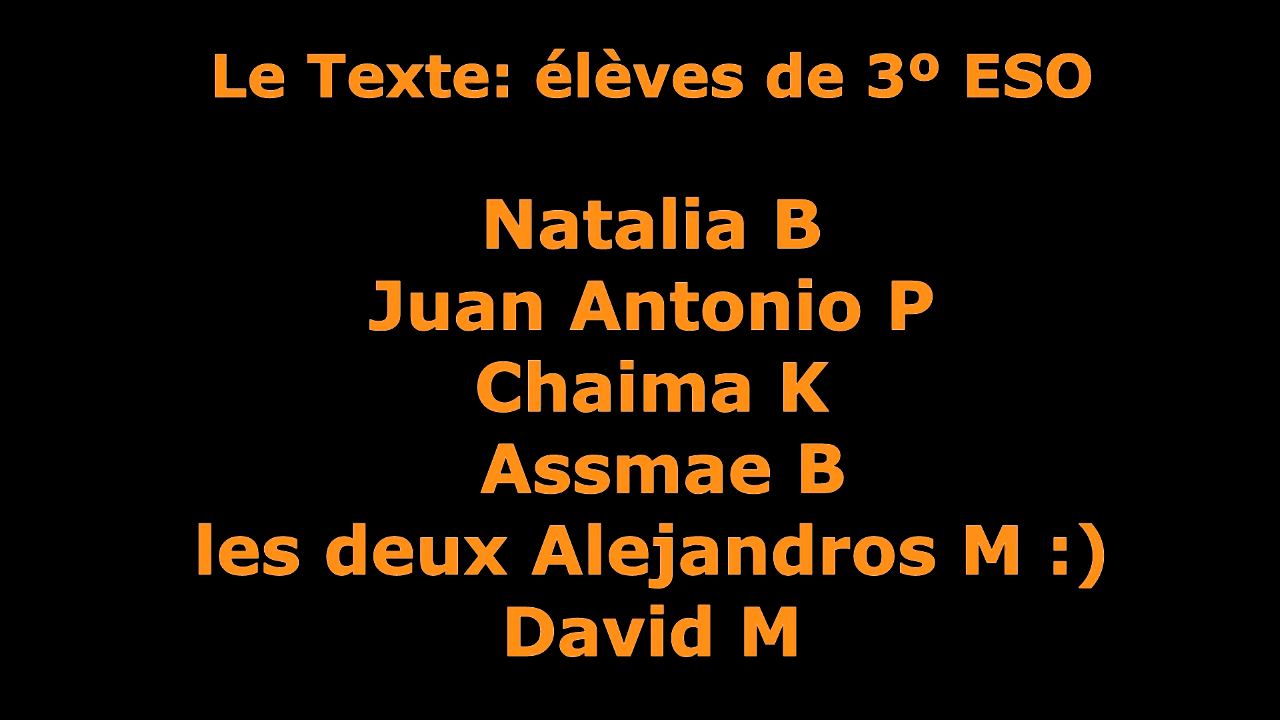 Le Texte: élèves de 3º ESO
Natalia B
Juan Antonio P
Chaima K
Assmae B
les deux Alejandros M :)
David M